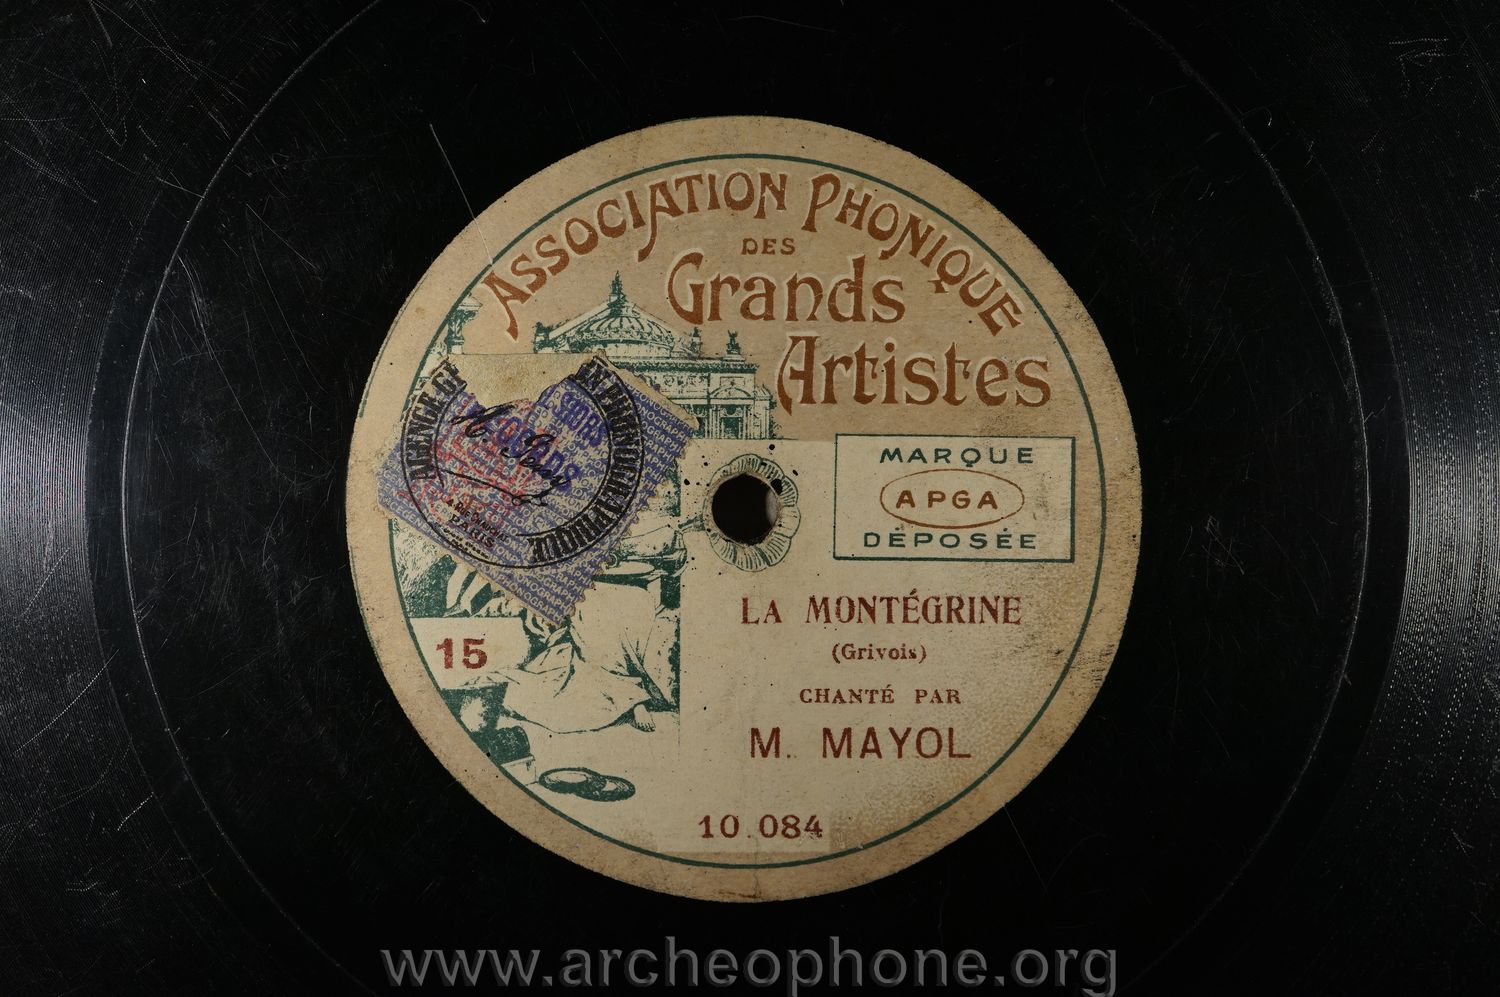 ASSOCIATION PHONIQUE
DES
Grands
Artistes
MARQUE
APGA
DÉPOSÉE
LA MONTÉGRINE
(Grivois)
CHANTÉ PAR
M. MAYOL
15
10.084
PARIS
www.archeophone.org